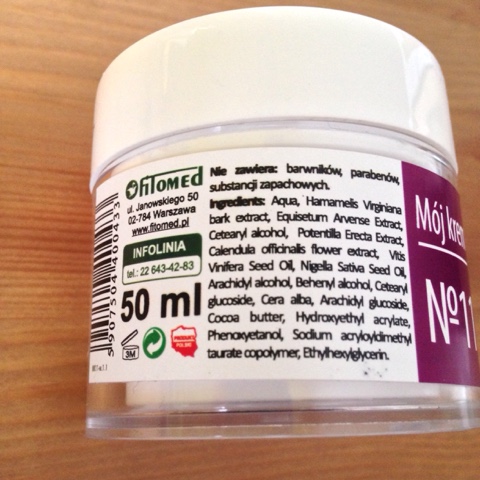 fitomed
ul. Janowskiego 50
02-784 Warszawa
www.fitomed.pl
INFOLINIA
tel.: 22 643-42-83
50 ml
3M
5907504400433
Nie zawiera: barwników, parabenów,
substancji zapachowych.
Ingredients: Aqua, Hamamelis Virginiana
bark extract, Equisetum Arvense Extract,
Cetearyl alcohol, Potentilla Erecta Extract,
Calendula officinalis flower extract, Vitis
Vinifera Seed Oil, Nigella Sativa Seed Oil,
Arachidyl alcohol, Behenyl alcohol, Cetearyl
glucoside, Cera alba, Arachidyl glucoside,
Cocoa butter, Hydroxyethyl acrylate,
Phenoxyetanol, Sodium acryloyldimethyl
taurate copolymer, Ethylhexylglycerin.
Mój krem
№11